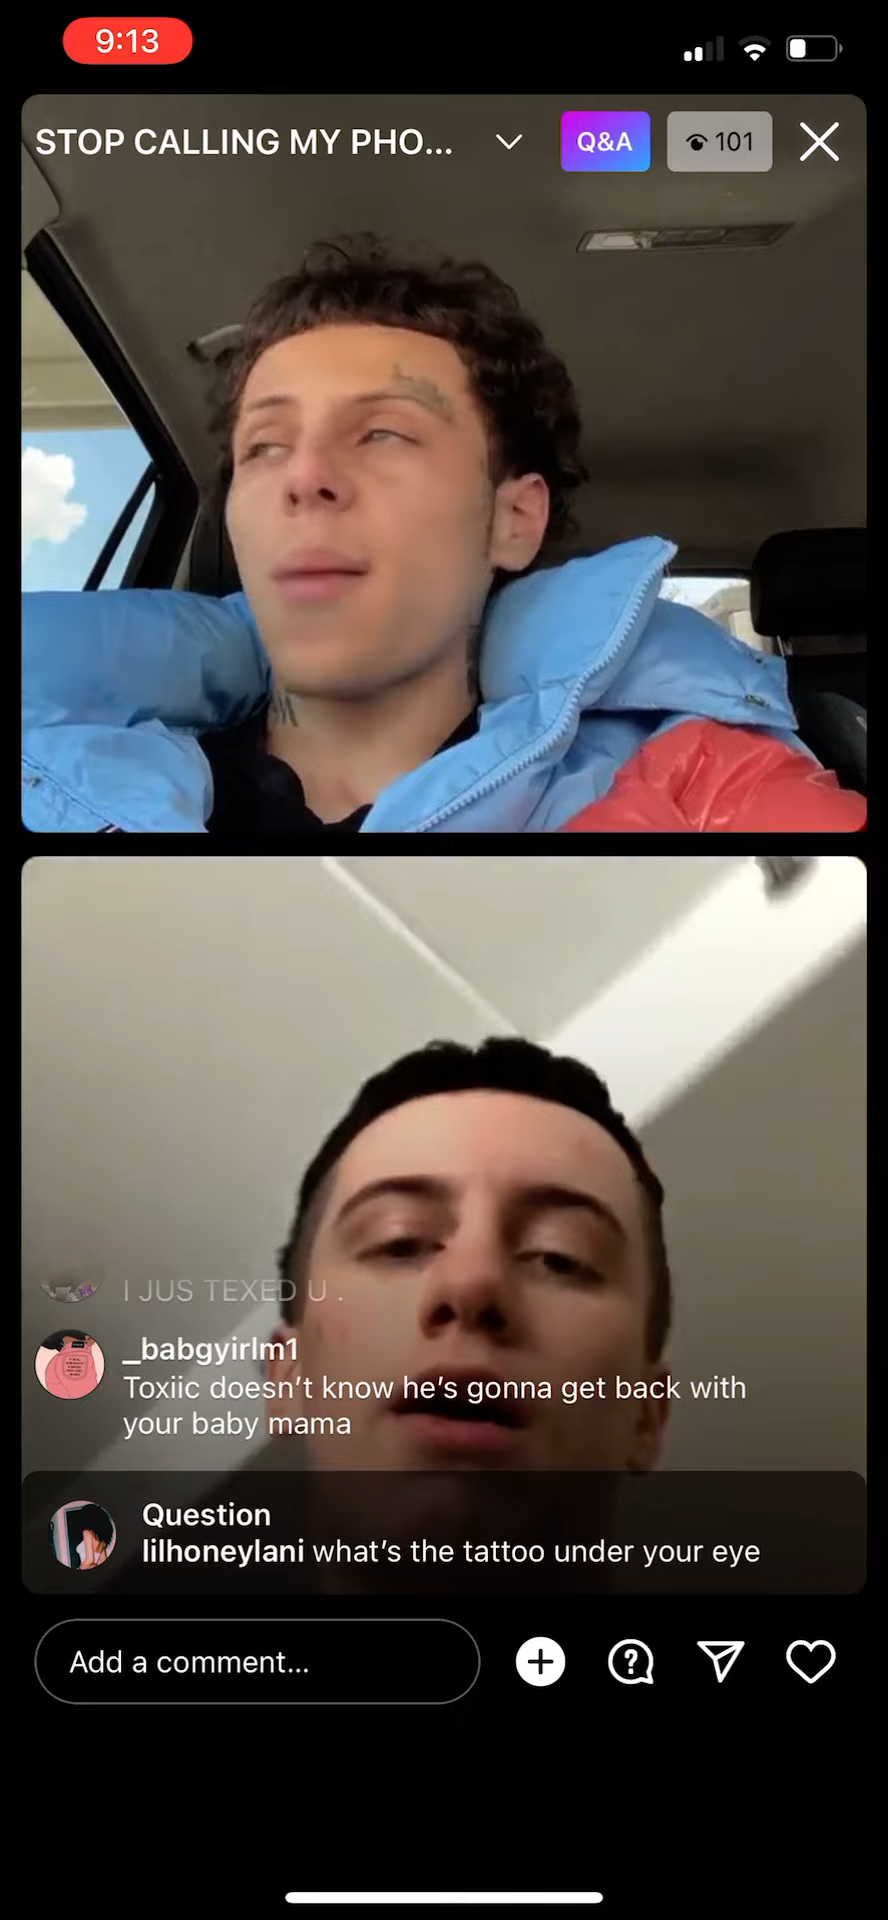 9:13
STOP CALLING MY PHO...
Q&A
101
I JUS TEXED U .
_babgyirlm1
Toxiic doesn't know he's gonna get back with
your baby mama
Question
lilhoneylani what's the tattoo under your eye
Add a comment...